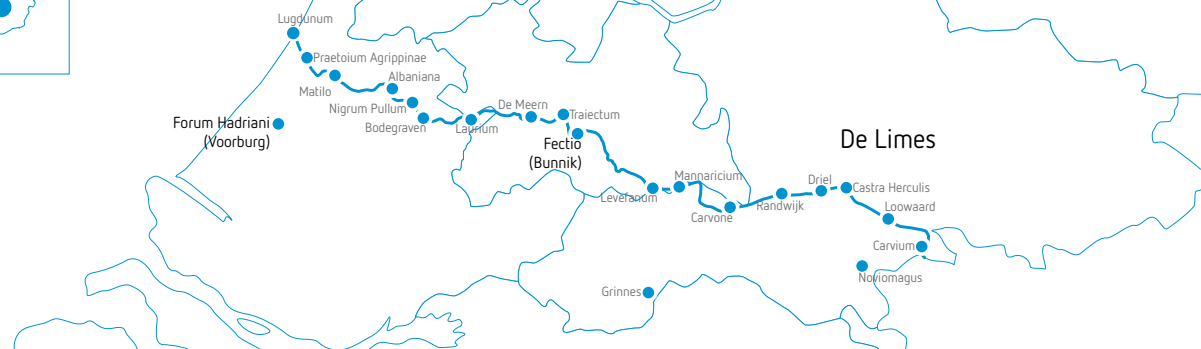 Lugdunum
Praetoium Agrippinae
Matilo
Albaniana
Nigrum Pullum
Bodegraven
Forum Hadriani
(Voorburg)
Laurium
De Meern
Traiectum
Fectio
(Bunnik)
De Limes
Levefanum
Mannaricium
Carvone
Randwijk
Driel
Castra Herculis
Loowaard
Carvium
Noviomagus
Grinnes